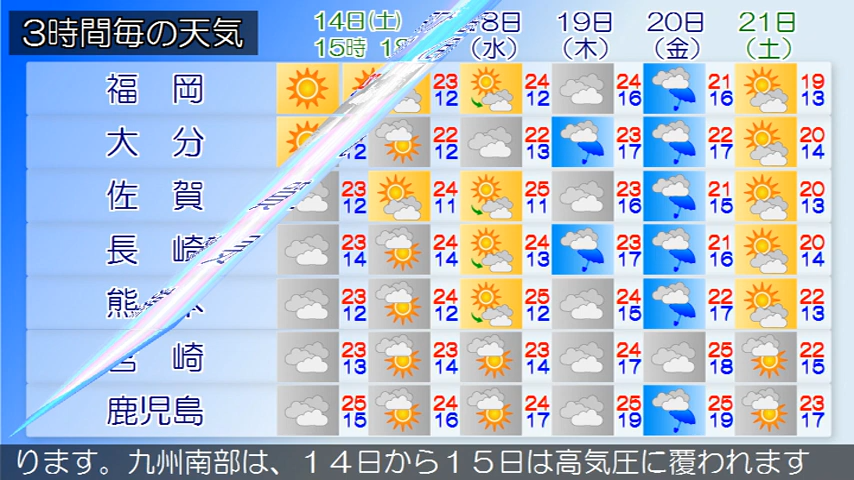 3時間毎の天気
14日(土) 8日 19日 20日 21日
15時 18 (水) (木) (金) (土)
福岡 23 12 24 12 24 16 21 16 19 13
大分 12 22 12 22 13 23 17 22 17 20 14
佐賀 23 12 24 11 25 11 23 16 21 15 20 13
長崎 23 14 24 14 24 13 23 17 21 16 20 14
熊 23 12 24 12 25 12 24 15 22 17 22 13
宮崎 23 13 23 14 23 14 24 17 25 18 22 15
鹿児島 25 15 24 16 24 17 25 19 25 19 23 17
ります。九州南部は、14日から15日は高気圧に覆われます